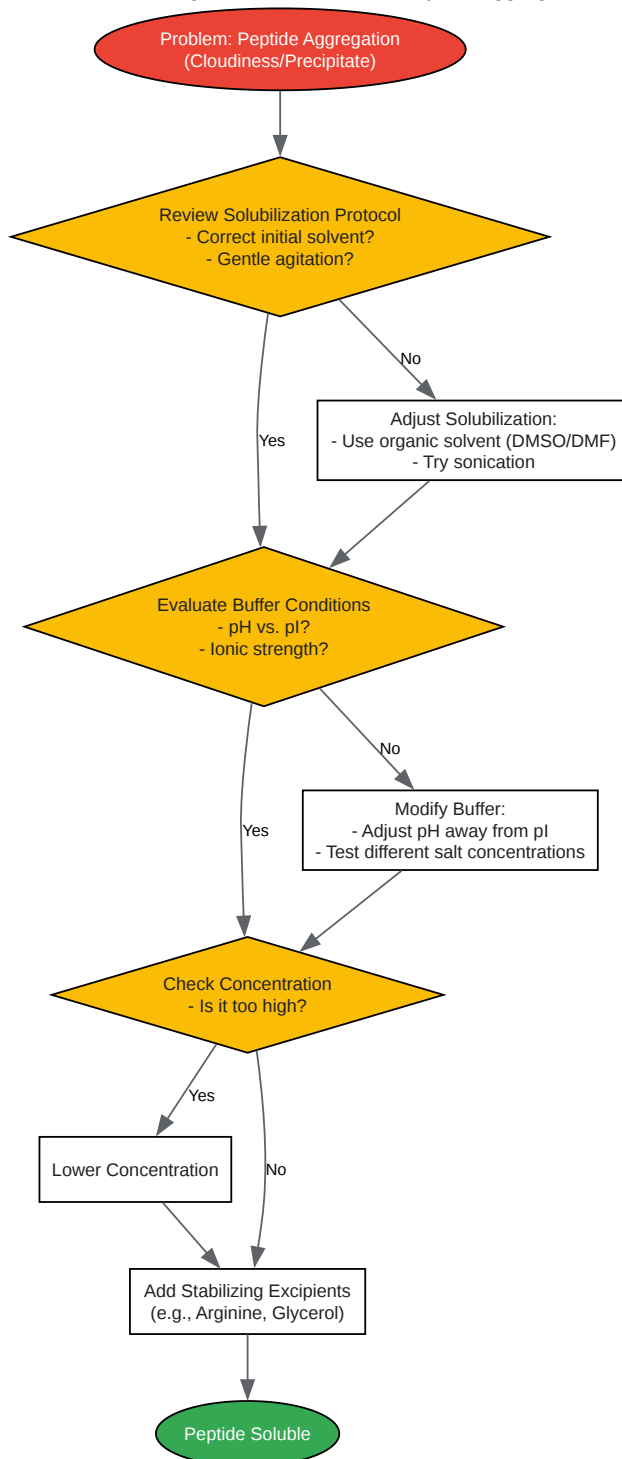 Problem: Peptide Aggregation
(Cloudiness/Precipitate)
Review Solubilization Protocol
- Correct initial solvent?
- Gentle agitation?
No
Yes
Adjust Solubilization:
- Use organic solvent (DMSO/DMF)
- Try sonication
Evaluate Buffer Conditions
- pH vs. pI?
- Ionic strength?
No
Yes
Modify Buffer:
- Adjust pH away from pI
- Test different salt concentrations
Check Concentration
- Is it too high?
Yes
No
Lower Concentration
Add Stabilizing Excipients
(e.g., Arginine, Glycerol)
Peptide Soluble